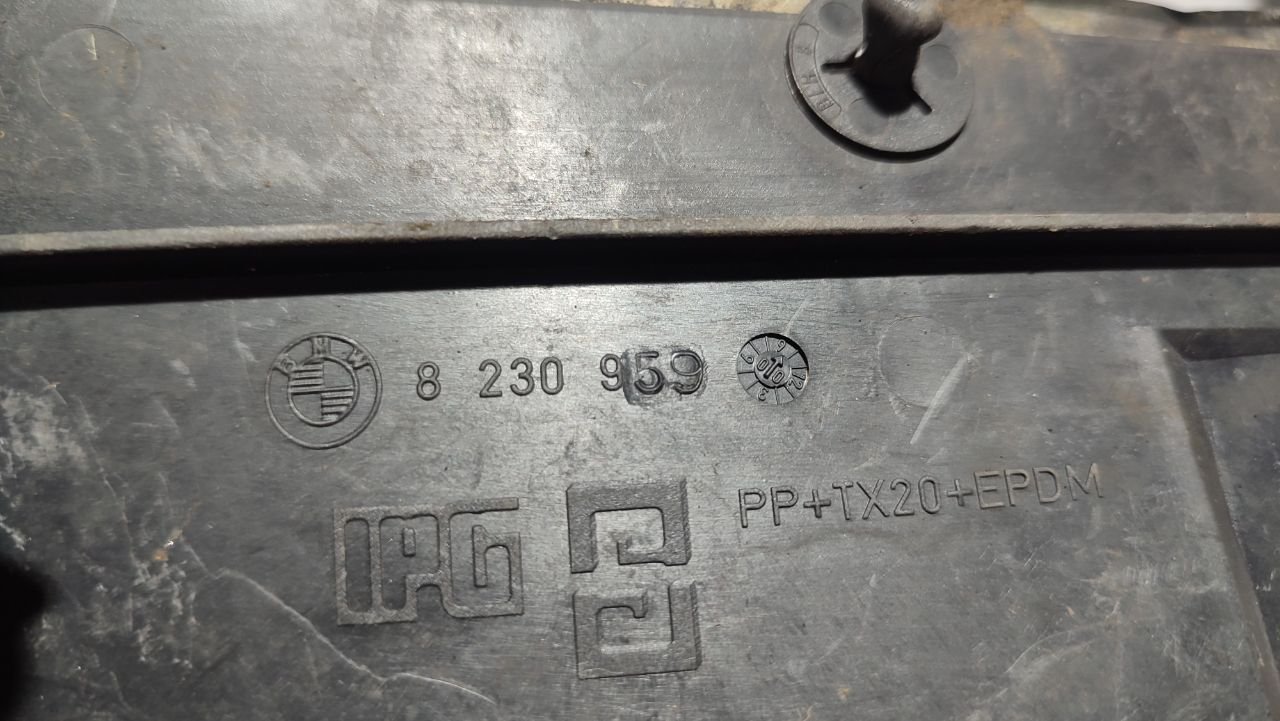 BMW 8 230 959
IPG
PP+TX20+EPDM